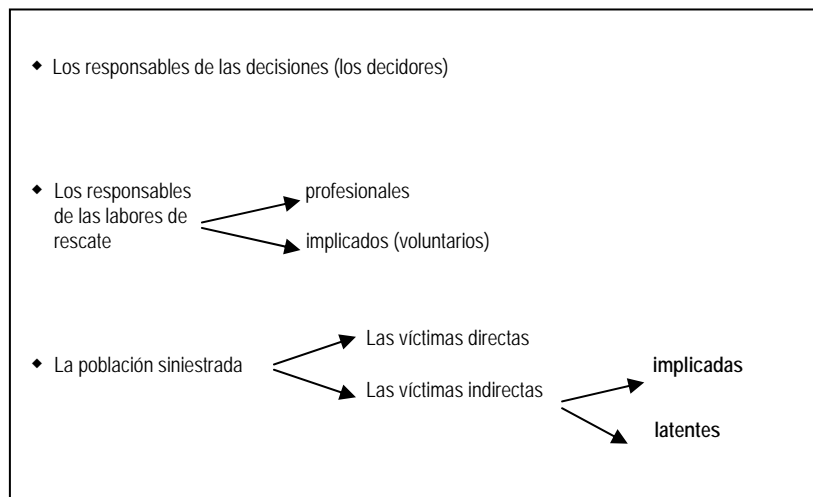 ◆ Los responsables de las decisiones (los decidores)
◆ Los responsables
de las labores de
rescate
profesionales
implicados (voluntarios)
◆ La población siniestrada
Las víctimas directas
Las víctimas indirectas
implicadas
latentes